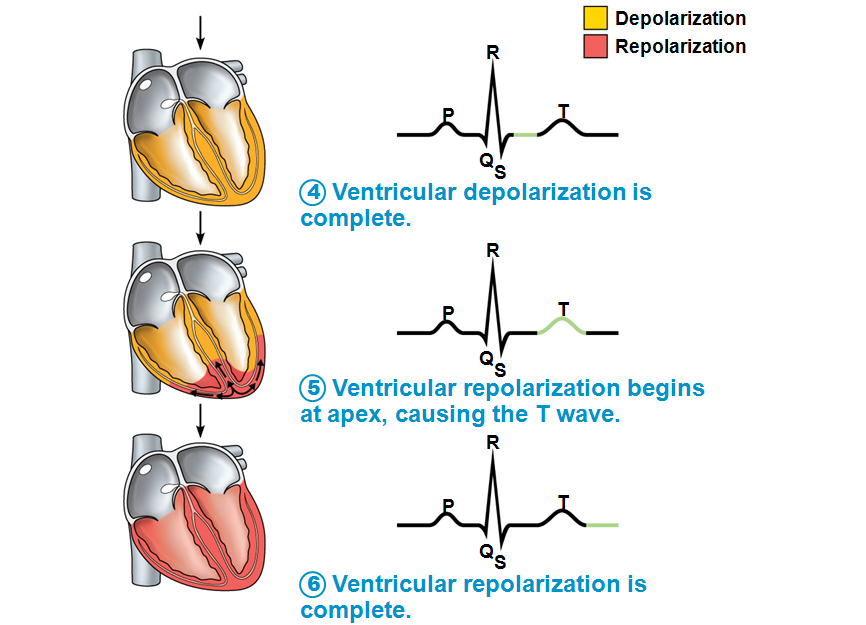 Depolarization
Repolarization
R
P
T
Q
S
④ Ventricular depolarization is
complete.
R
P
T
Q
S
⑤ Ventricular repolarization begins
at apex, causing the T wave.
R
P
T
Q
S
⑥ Ventricular repolarization is
complete.